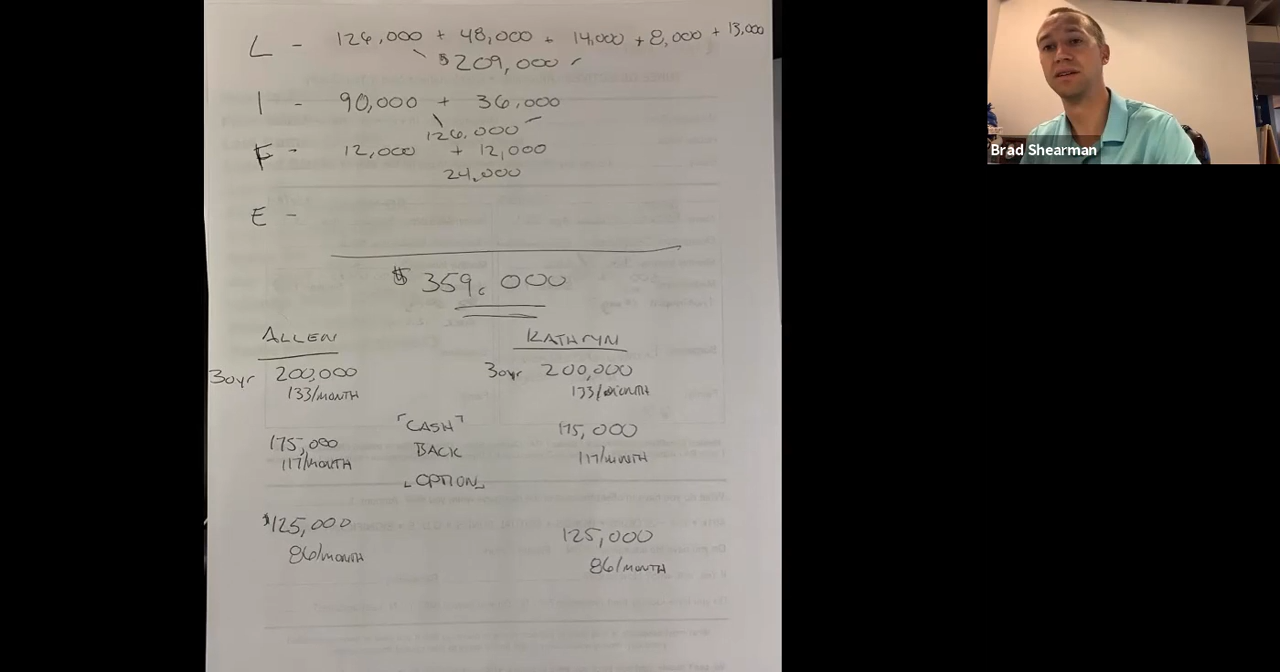 L - 126,000 + 48,000 + 14,000 + 8,000 + 13,000
$209,000
I - 90,000 + 36,000
126,000
F - 12,000 + 12,000
24,000
E -
$359,000
ALLEN
KATHRYN
30yr 200,000
133/MONTH
30yr 200,000
133/MONTH
"CASH"
BACK
OPTION
175,000
117/MONTH
175,000
117/MONTH
$125,000
86/MONTH
125,000
86/MONTH
Brad Shearman